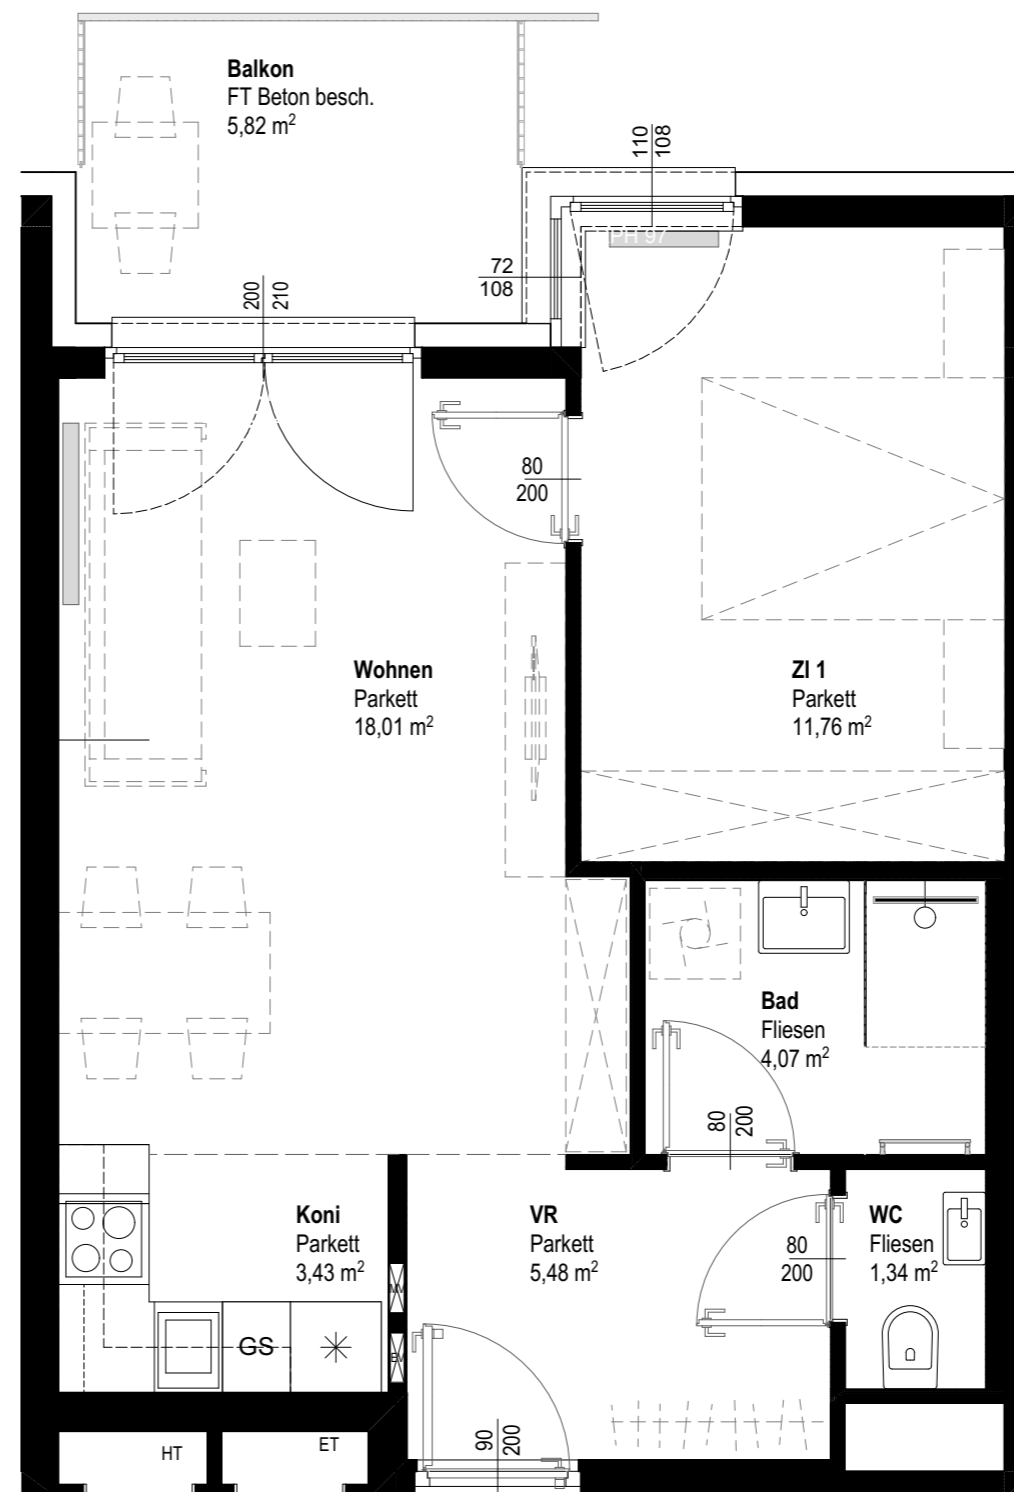 Balkon
FT Beton besch.
5,82 m²
110
108
PH 97
72
108
200
210
80
200
Wohnen
Parkett
18,01 m²
ZI 1
Parkett
11,76 m²
Bad
Fliesen
4,07 m²
80
200
Koni
Parkett
3,43 m²
VR
Parkett
5,48 m²
80
200
WC
Fliesen
1,34 m²
GS
90
200
HT
ET